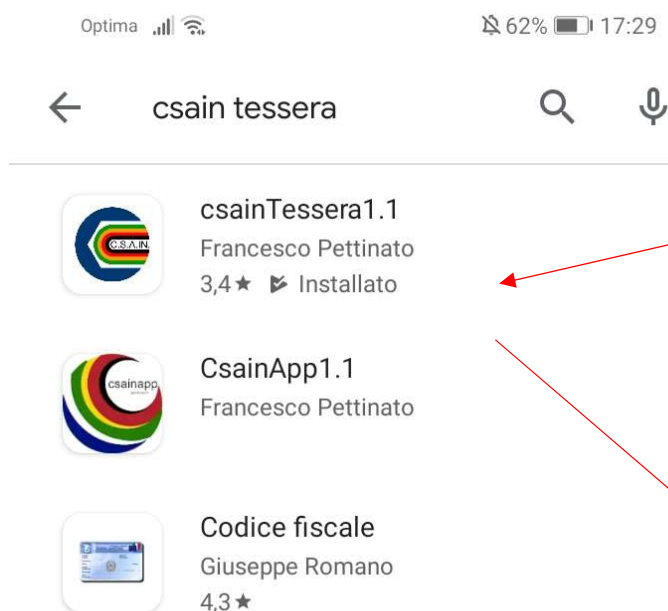 Optima 62% 17:29
csain tessera
C.S.A.IN.
csainTessera1.1
Francesco Pettinato
3,4★ Installato
csainapp
CsainApp1.1
Francesco Pettinato
Codice fiscale
Giuseppe Romano
4,3★